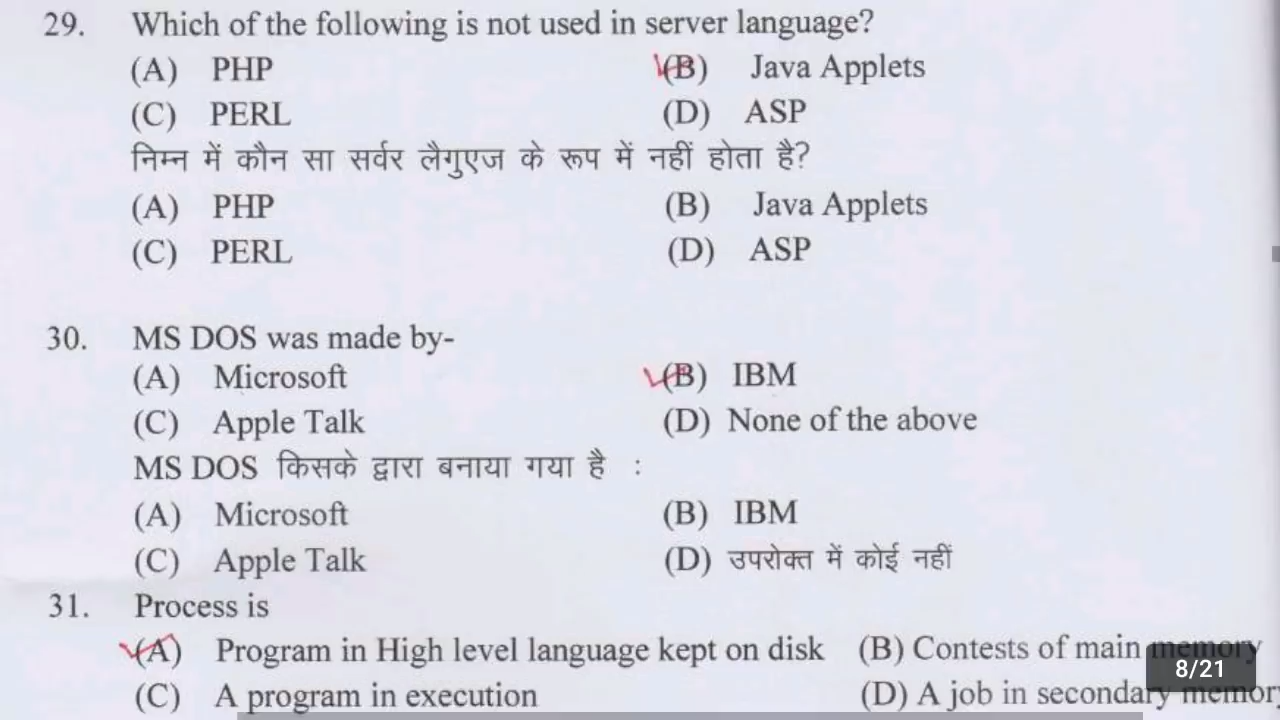 29. Which of the following is not used in server language?
(A) PHP (B) Java Applets
(C) PERL (D) ASP
निम्न में कौन सा सर्वर लैगुएज के रूप में नहीं होता है?
(A) PHP (B) Java Applets
(C) PERL (D) ASP
30. MS DOS was made by-
(A) Microsoft (B) IBM
(C) Apple Talk (D) None of the above
MS DOS किसके द्वारा बनाया गया है :
(A) Microsoft (B) IBM
(C) Apple Talk (D) उपरोक्त में कोई नहीं
31. Process is
(A) Program in High level language kept on disk (B) Contests of main memory
8/21
(C) A program in execution (D) A job in secondary memory